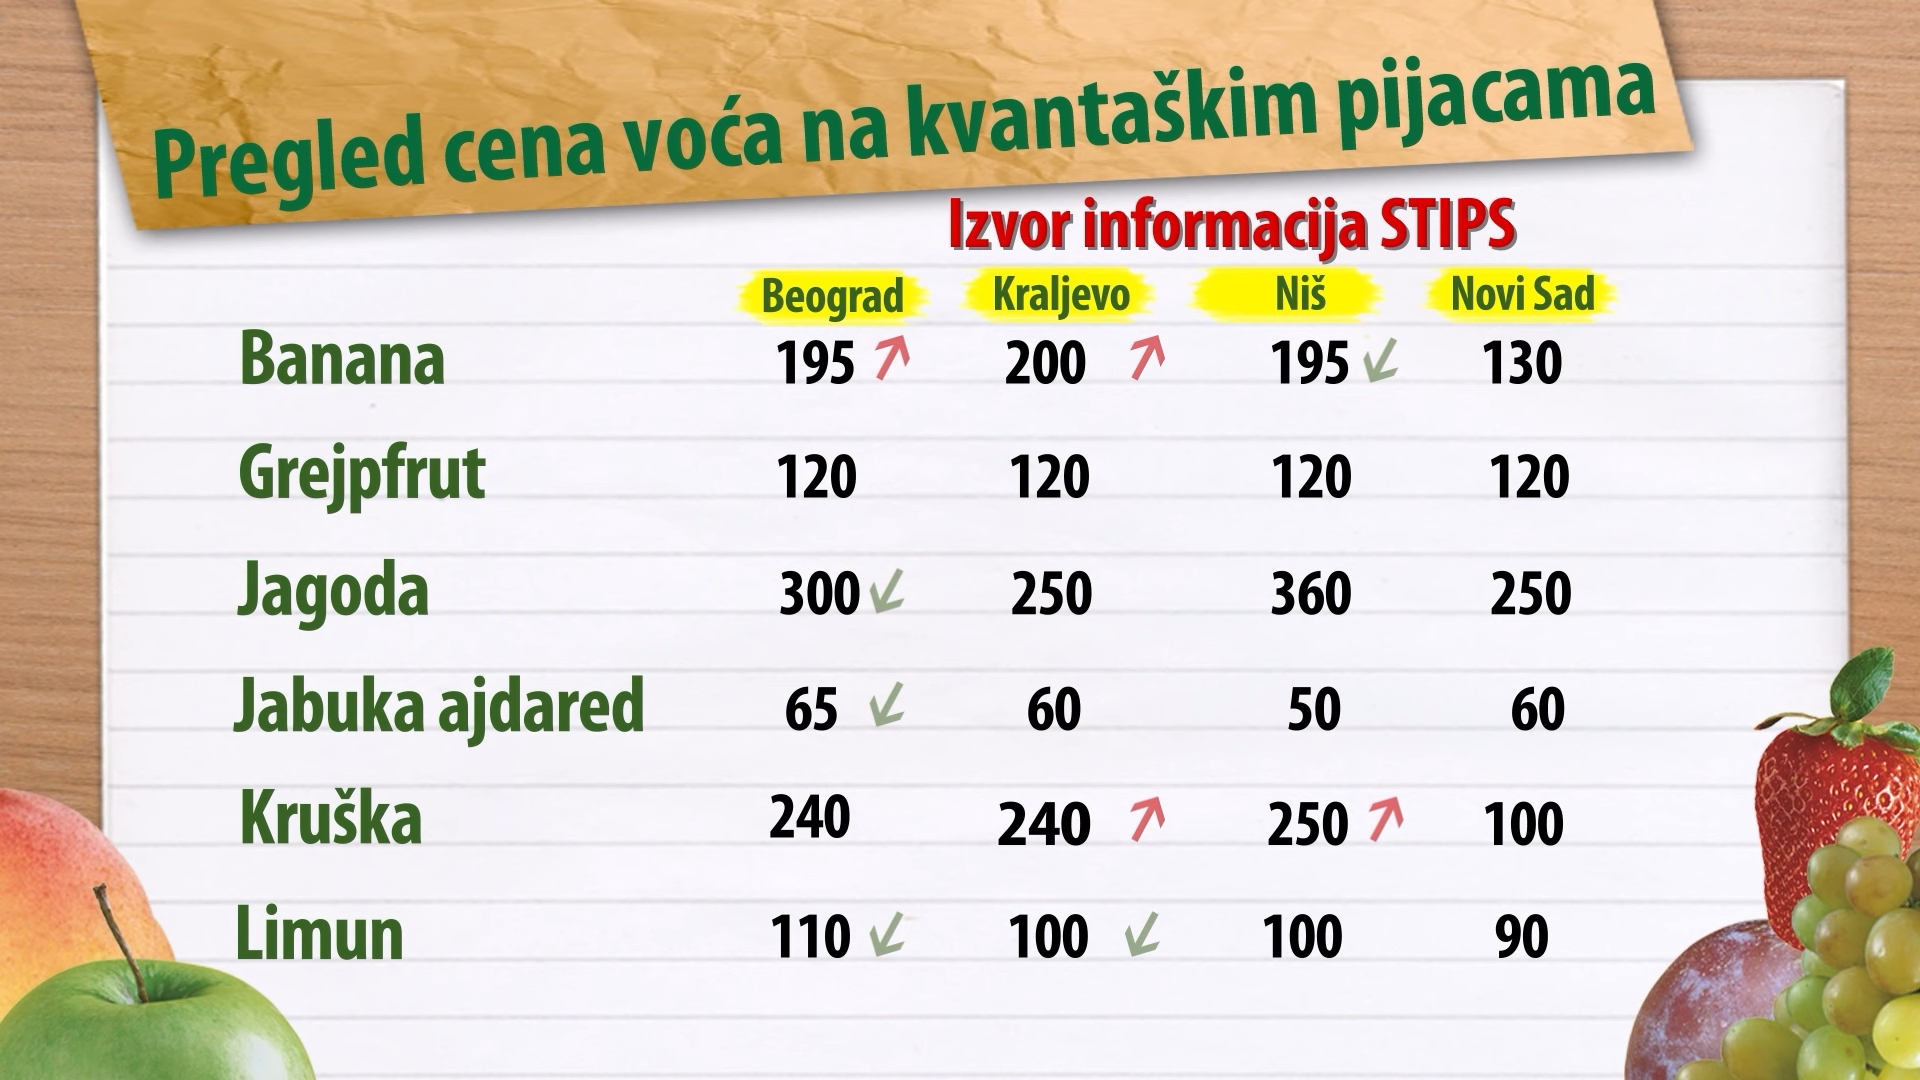 Pregled cena voća na kvantaškim pijacama
Izvor informacija STIPS
Beograd Kraljevo Niš Novi Sad
Banana 195 200 195 130
Grejpfrut 120 120 120 120
Jagoda 300 250 360 250
Jabuka ajdared 65 60 50 60
Kruška 240 240 250 100
Limun 110 100 100 90